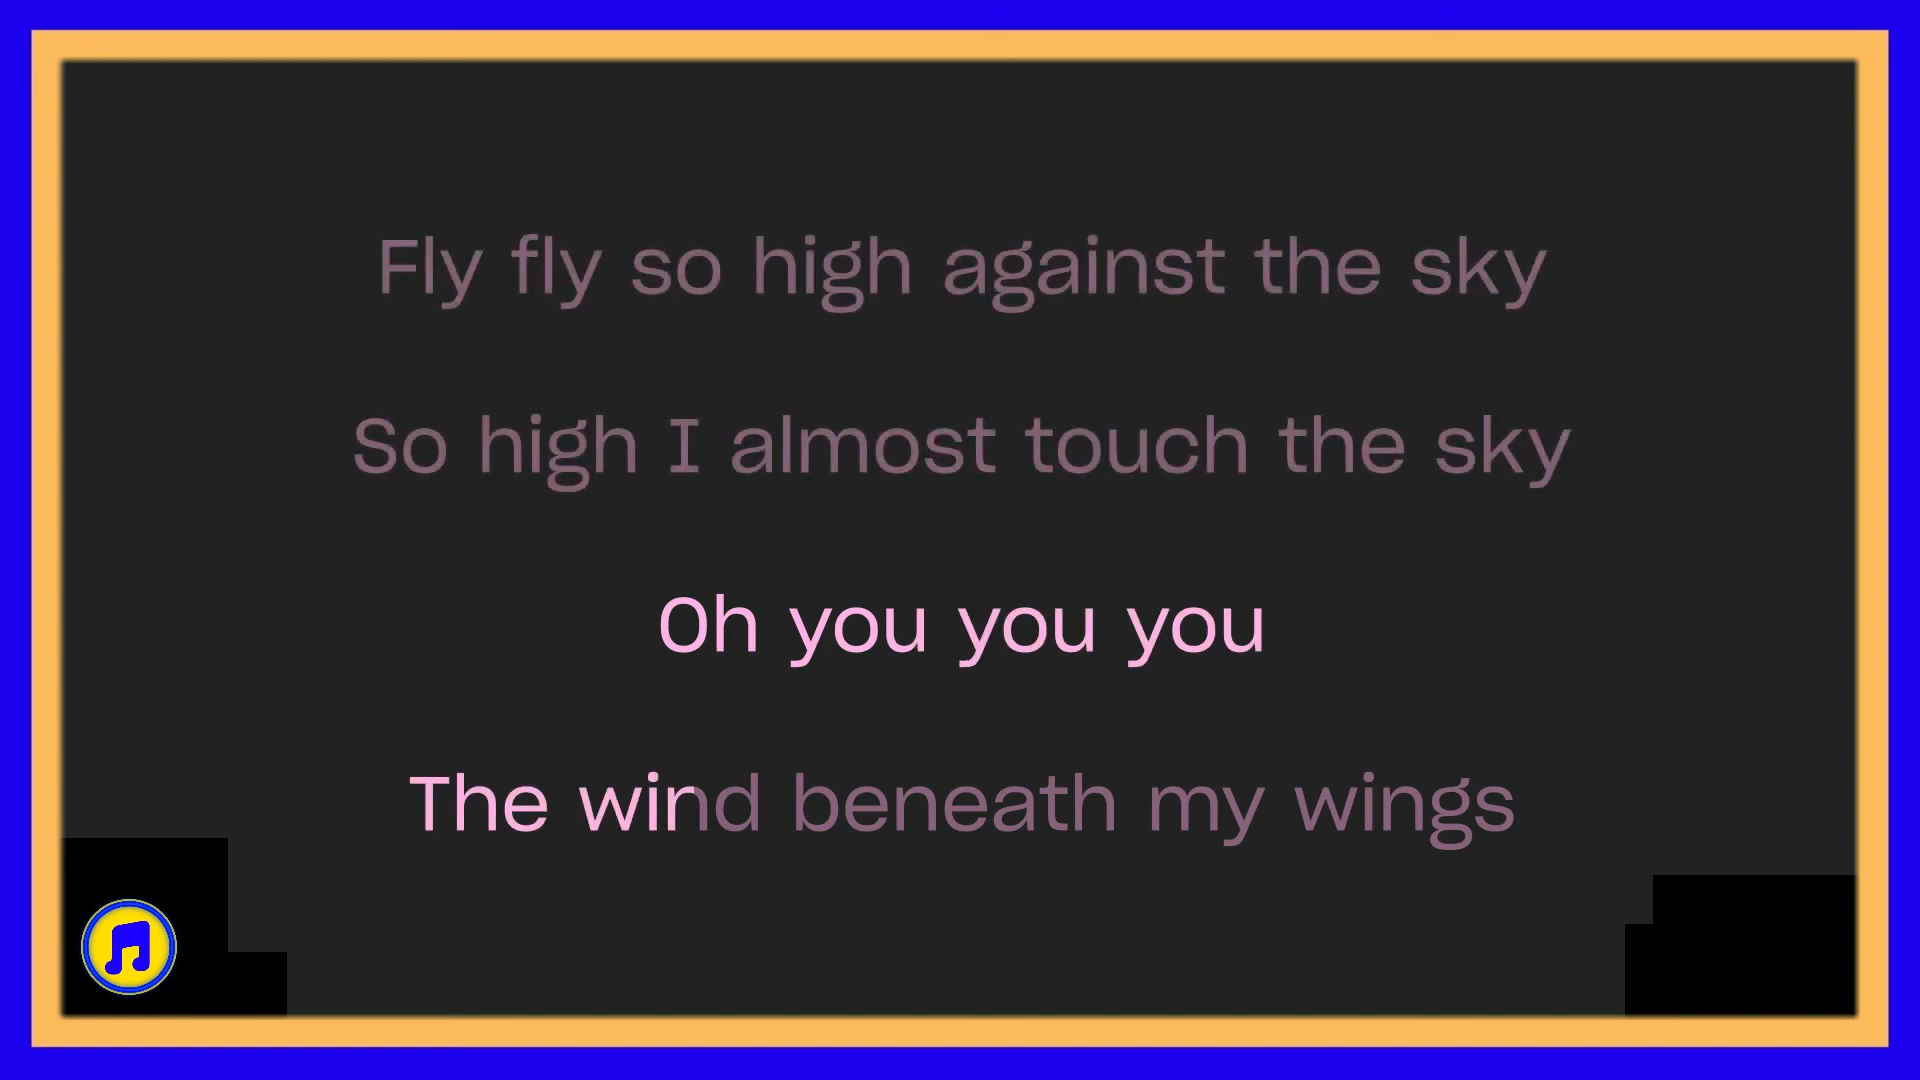 Fly fly so high against the sky
So high I almost touch the sky
Oh you you you
The wind beneath my wings